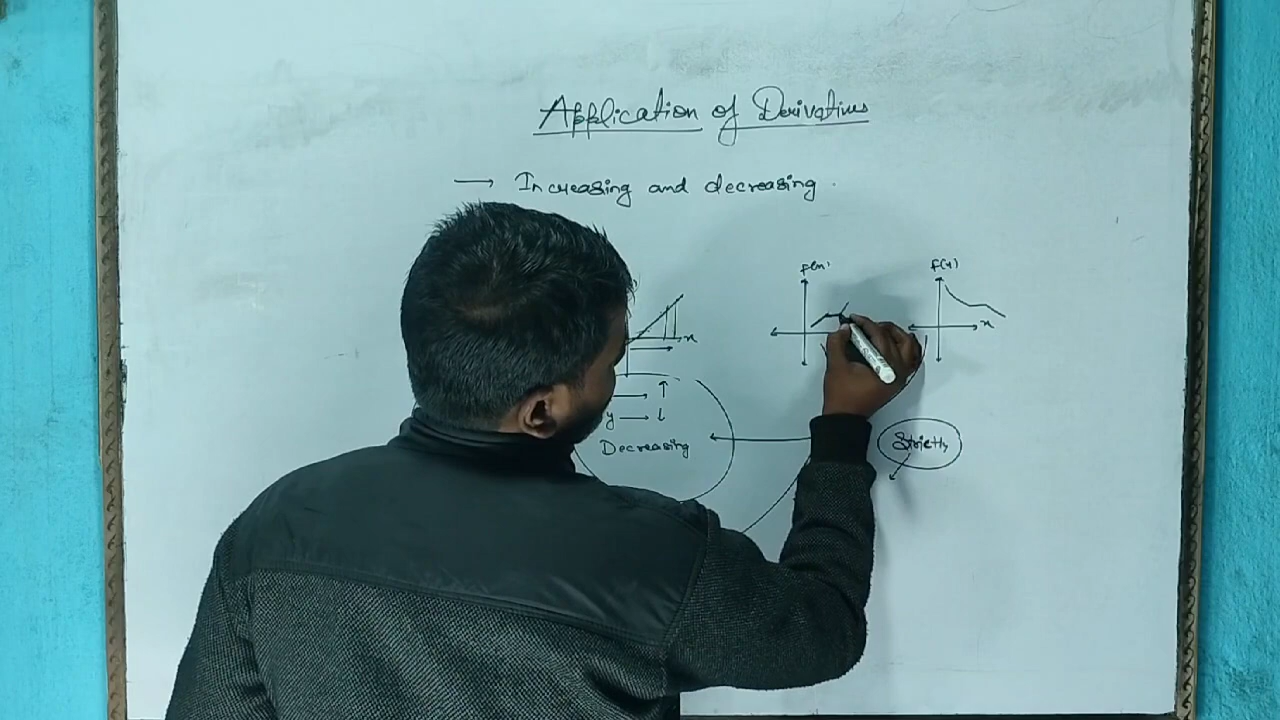 Application of Derivatives
→ Increasing and decreasing.
f(x) f(x)
x x
↑
y → ↓
Decreasing
Strictly